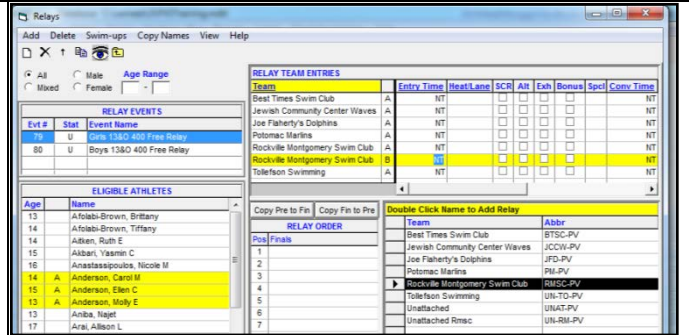 Relays
Add Delete Swim-ups Copy Names View Help
All Male Age Range
Mixed Female -
RELAY EVENTS
Evt # Stat Event Name
79 U Girls 13&O 400 Free Relay
80 U Boys 13&O 400 Free Relay
ELIGIBLE ATHLETES
Age Name
13 Afolabi-Brown, Brittany
14 Afolabi-Brown, Tiffany
14 Aitken, Ruth E
15 Akbari, Yasmin C
16 Anastassipoulos, Nicole M
14 A Anderson, Carol M
15 A Anderson, Ellen C
13 A Anderson, Molly E
13 Aniba, Najet
17 Arai, Allison L
RELAY TEAM ENTRIES
Team Entry Time Heat/Lane SCR Alt Exh Bonus Spcl Conv Time
Best Times Swim Club A NT NT
Jewish Community Center Waves A NT NT
Joe Flaherty's Dolphins A NT NT
Potomac Marlins A NT NT
Rockville Montgomery Swim Club A NT NT
Rockville Montgomery Swim Club B NT NT
Tollefson Swimming A NT NT
Copy Pre to Fin Copy Fin to Pre
RELAY ORDER
Pos Finals
1
2
3
4
5
6
7
Double Click Name to Add Relay
Team Abbr
Best Times Swim Club BTSC-PV
Jewish Community Center Waves JCCW-PV
Joe Flaherty's Dolphins JFD-PV
Potomac Marlins PM-PV
Rockville Montgomery Swim Club RMSC-PV
Tollefson Swimming UN-TO-PV
Unattached UNAT-PV
Unattached Rmsc UN-RM-PV